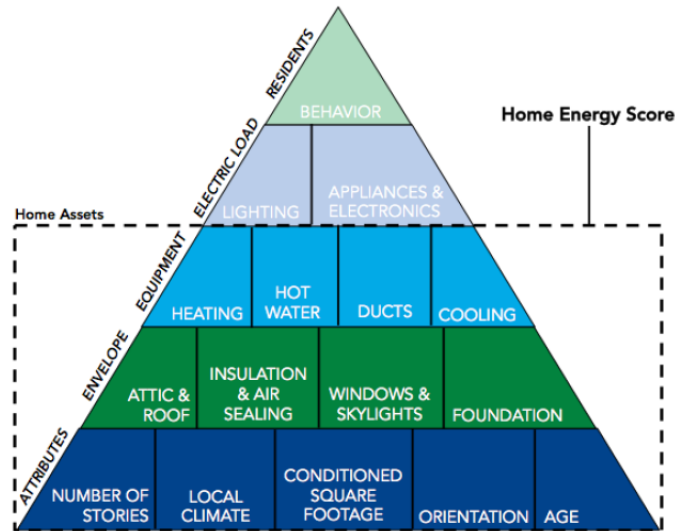 RESIDENTS
BEHAVIOR
Home Energy Score
ELECTRIC LOAD
LIGHTING
APPLIANCES &
ELECTRONICS
Home Assets
EQUIPMENT
HEATING
HOT
WATER
DUCTS
COOLING
ENVELOPE
ATTIC &
ROOF
INSULATION
& AIR
SEALING
WINDOWS &
SKYLIGHTS
FOUNDATION
ATTRIBUTES
NUMBER OF
STORIES
LOCAL
CLIMATE
CONDITIONED
SQUARE
FOOTAGE
ORIENTATION
AGE